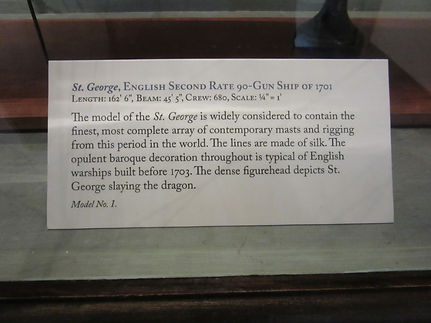 St. George, English Second Rate 90-Gun Ship of 1701
Length: 162' 6", Beam: 45' 5", Crew: 680, Scale: ¼" = 1'
The model of the St. George is widely considered to contain the
finest, most complete array of contemporary masts and rigging
from this period in the world. The lines are made of silk. The
opulent baroque decoration throughout is typical of English
warships built before 1703. The dense figurehead depicts St.
George slaying the dragon.
Model No. 1.